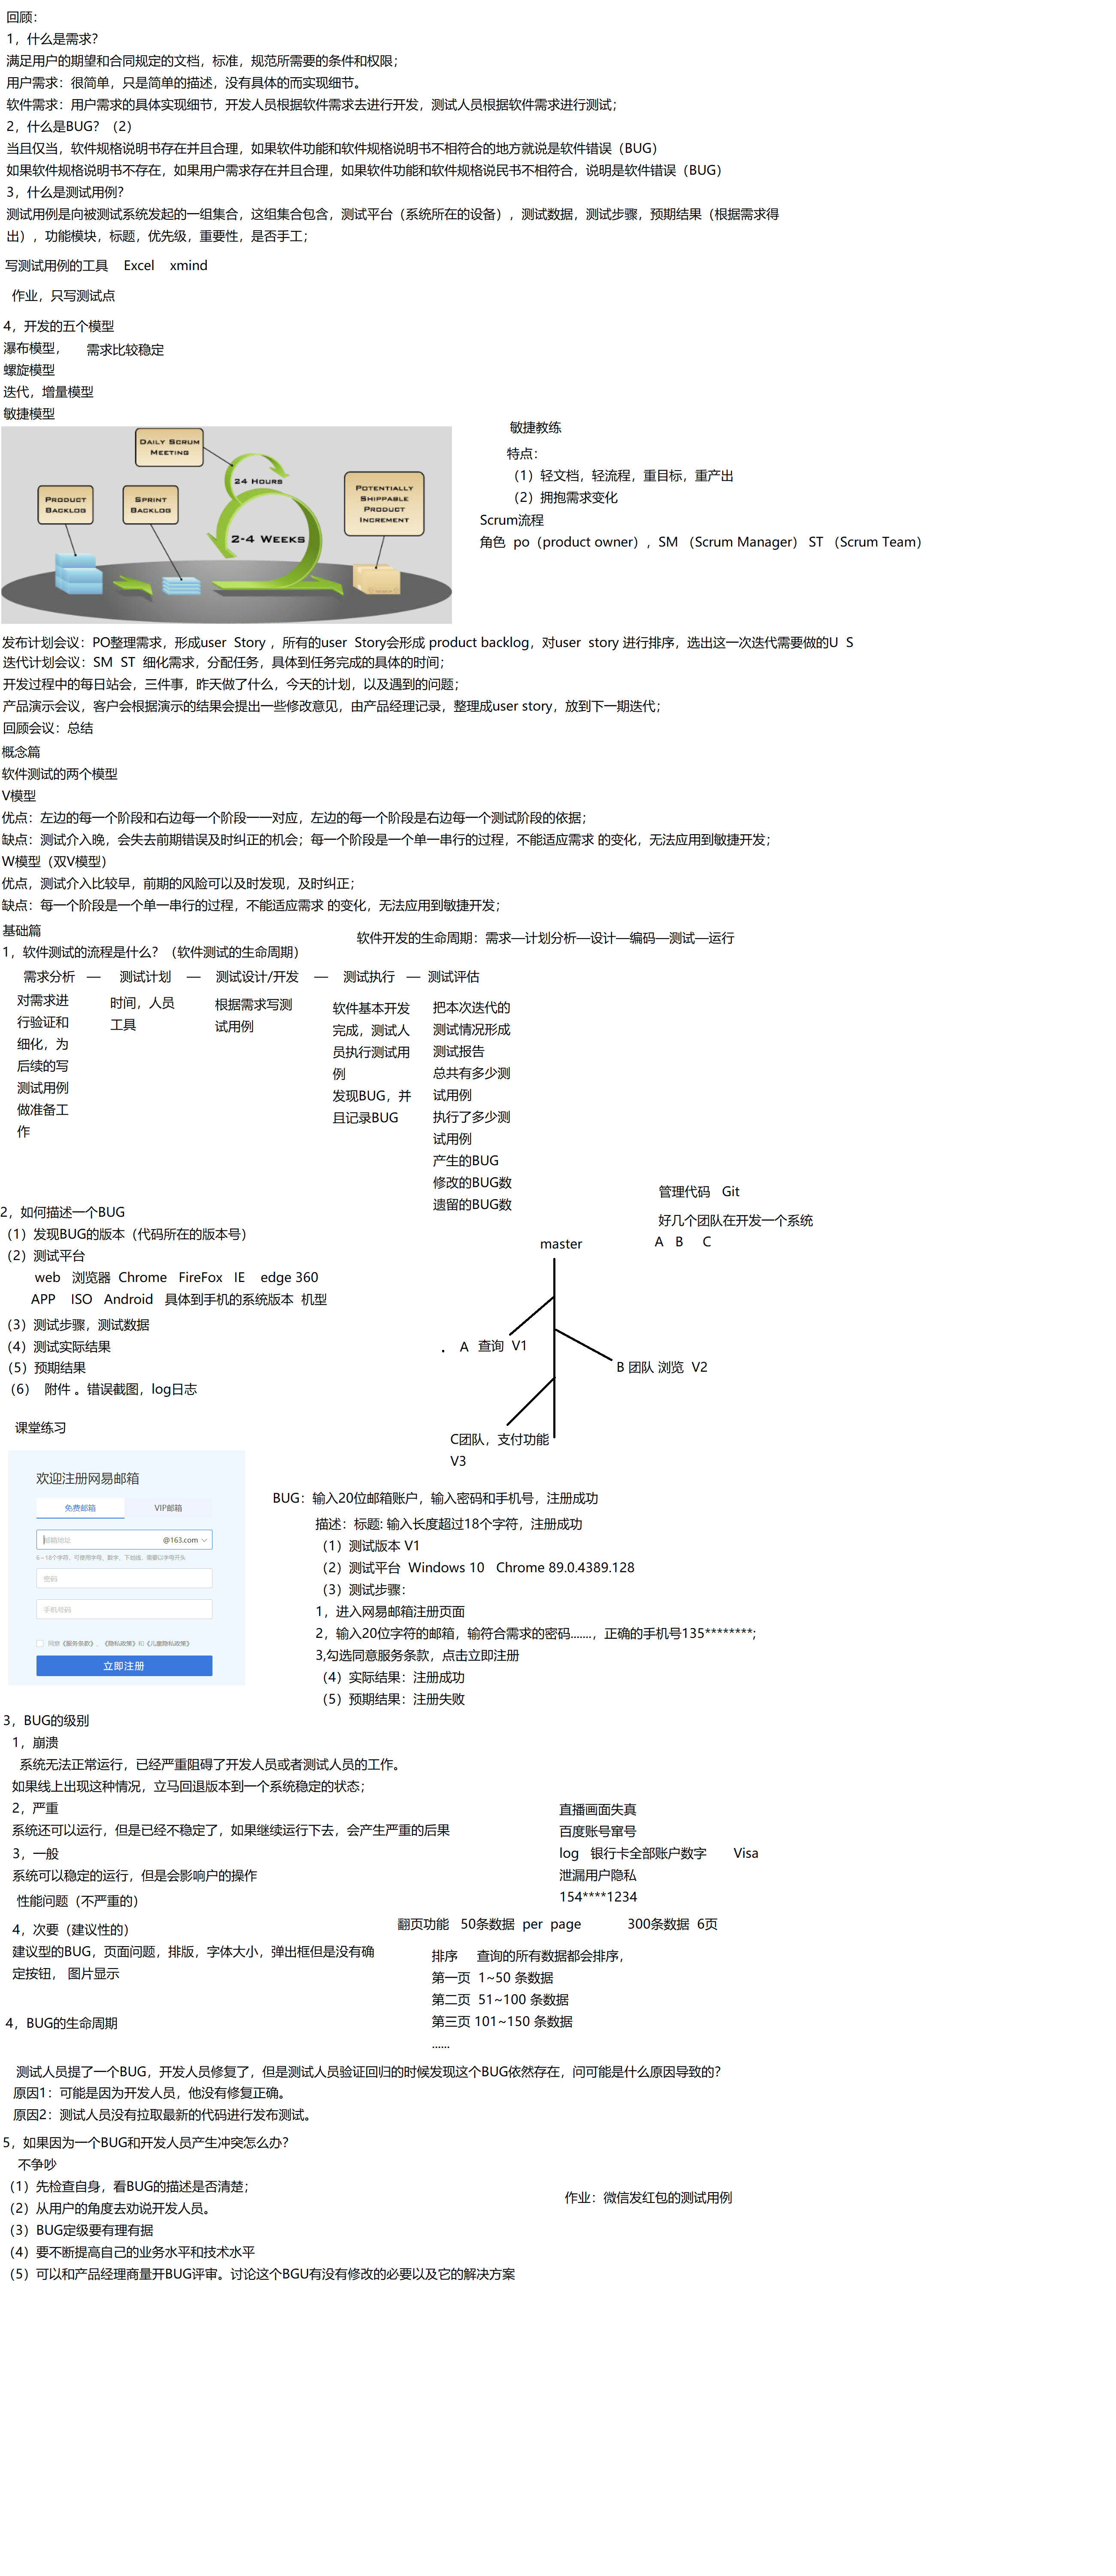 回顾：
1，什么是需求？
满足用户的期望和合同规定的文档，标准，规范所需要的条件和权限；
用户需求：很简单，只是简单的描述，没有具体的而实现细节。
软件需求：用户需求的具体实现细节，开发人员根据软件需求去进行开发，测试人员根据软件需求进行测试；
2，什么是BUG？（2）
当且仅当，软件规格说明书存在并且合理，如果软件功能和软件规格说明书不相符合的地方就说是软件错误（BUG）
如果软件规格说明书不存在，如果用户需求存在并且合理，如果软件功能和软件规格说民书不相符合，说明是软件错误（BUG）
3，什么是测试用例？
测试用例是向被测试系统发起的一组集合，这组集合包含，测试平台（系统所在的设备），测试数据，测试步骤，预期结果（根据需求得
出），功能模块，标题，优先级，重要性，是否手工；
写测试用例的工具 Excel xmind
作业，只写测试点
4，开发的五个模型
瀑布模型， 需求比较稳定
螺旋模型
迭代，增量模型
敏捷模型
DAILY SCRUM
MEETING
24 HOURS
PRODUCT
BACKLOG
SPRINT
BACKLOG
2-4 WEEKS
POTENTIALLY
SHIPPABLE
PRODUCT
INCREMENT
敏捷教练
特点：
（1）轻文档，轻流程，重目标，重产出
（2）拥抱需求变化
Scrum流程
角色 po（product owner），SM （Scrum Manager） ST （Scrum Team）
发布计划会议：PO整理需求，形成user Story ，所有的user Story会形成 product backlog，对user story 进行排序，选出这一次迭代需要做的U S
迭代计划会议：SM ST 细化需求，分配任务，具体到任务完成的具体的时间；
开发过程中的每日站会，三件事，昨天做了什么，今天的计划，以及遇到的问题；
产品演示会议，客户会根据演示的结果会提出一些修改意见，由产品经理记录，整理成user story，放到下一期迭代；
回顾会议：总结
概念篇
软件测试的两个模型
V模型
优点：左边的每一个阶段和右边每一个阶段一一对应，左边的每一个阶段是右边每一个测试阶段的依据；
缺点：测试介入晚，会失去前期错误及时纠正的机会；每一个阶段是一个单一串行的过程，不能适应需求 的变化，无法应用到敏捷开发；
W模型（双V模型）
优点，测试介入比较早，前期的风险可以及时发现，及时纠正；
缺点：每一个阶段是一个单一串行的过程，不能适应需求 的变化，无法应用到敏捷开发；
基础篇
软件开发的生命周期：需求—计划分析—设计—编码—测试—运行
1，软件测试的流程是什么？（软件测试的生命周期）
需求分析 — 测试计划 — 测试设计/开发 — 测试执行 — 测试评估
对需求进
行验证和
细化，为
后续的写
测试用例
做准备工
作
时间，人员
工具
根据需求写测
试用例
软件基本开发
完成，测试人
员执行测试用
例
发现BUG，并
且记录BUG
把本次迭代的
测试情况形成
测试报告
总共有多少测
试用例
执行了多少测
试用例
产生的BUG
修改的BUG数
遗留的BUG数
管理代码 Git
好几个团队在开发一个系统
A B C
master
. A 查询 V1
B 团队 浏览 V2
C团队，支付功能
V3
2，如何描述一个BUG
（1）发现BUG的版本（代码所在的版本号）
（2）测试平台
web 浏览器 Chrome FireFox IE edge 360
APP ISO Android 具体到手机的系统版本 机型
（3）测试步骤，测试数据
（4）测试实际结果
（5）预期结果
（6） 附件 。错误截图，log日志
课堂练习
欢迎注册网易邮箱
免费邮箱 VIP邮箱
邮箱地址 @163.com
6～18个字符，可使用字母、数字、下划线，需要以字母开头
密码
手机号码
同意《服务条款》、《隐私政策》和《儿童隐私政策》
立即注册
BUG：输入20位邮箱账户，输入密码和手机号，注册成功
描述：标题: 输入长度超过18个字符，注册成功
（1）测试版本 V1
（2）测试平台 Windows 10 Chrome 89.0.4389.128
（3）测试步骤：
1，进入网易邮箱注册页面
2，输入20位字符的邮箱，输符合需求的密码.......，正确的手机号135********;
3,勾选同意服务条款，点击立即注册
（4）实际结果：注册成功
（5）预期结果：注册失败
3，BUG的级别
1，崩溃
系统无法正常运行，已经严重阻碍了开发人员或者测试人员的工作。
如果线上出现这种情况，立马回退版本到一个系统稳定的状态；
2，严重
系统还可以运行，但是已经不稳定了，如果继续运行下去，会产生严重的后果
3，一般
系统可以稳定的运行，但是会影响户的操作
性能问题（不严重的）
直播画面失真
百度账号窜号
log 银行卡全部账户数字 Visa
泄漏用户隐私
154****1234
4，次要（建议性的）
建议型的BUG，页面问题，排版，字体大小，弹出框但是没有确
定按钮， 图片显示
翻页功能 50条数据 per page 300条数据 6页
排序 查询的所有数据都会排序，
第一页 1~50 条数据
第二页 51~100 条数据
第三页 101~150 条数据
......
4，BUG的生命周期
测试人员提了一个BUG，开发人员修复了，但是测试人员验证回归的时候发现这个BUG依然存在，问可能是什么原因导致的？
原因1：可能是因为开发人员，他没有修复正确。
原因2：测试人员没有拉取最新的代码进行发布测试。
5，如果因为一个BUG和开发人员产生冲突怎么办？
不争吵
（1）先检查自身，看BUG的描述是否清楚；
（2）从用户的角度去劝说开发人员。
（3）BUG定级要有理有据
（4）要不断提高自己的业务水平和技术水平
（5）可以和产品经理商量开BUG评审。讨论这个BGU有没有修改的必要以及它的解决方案
作业：微信发红包的测试用例